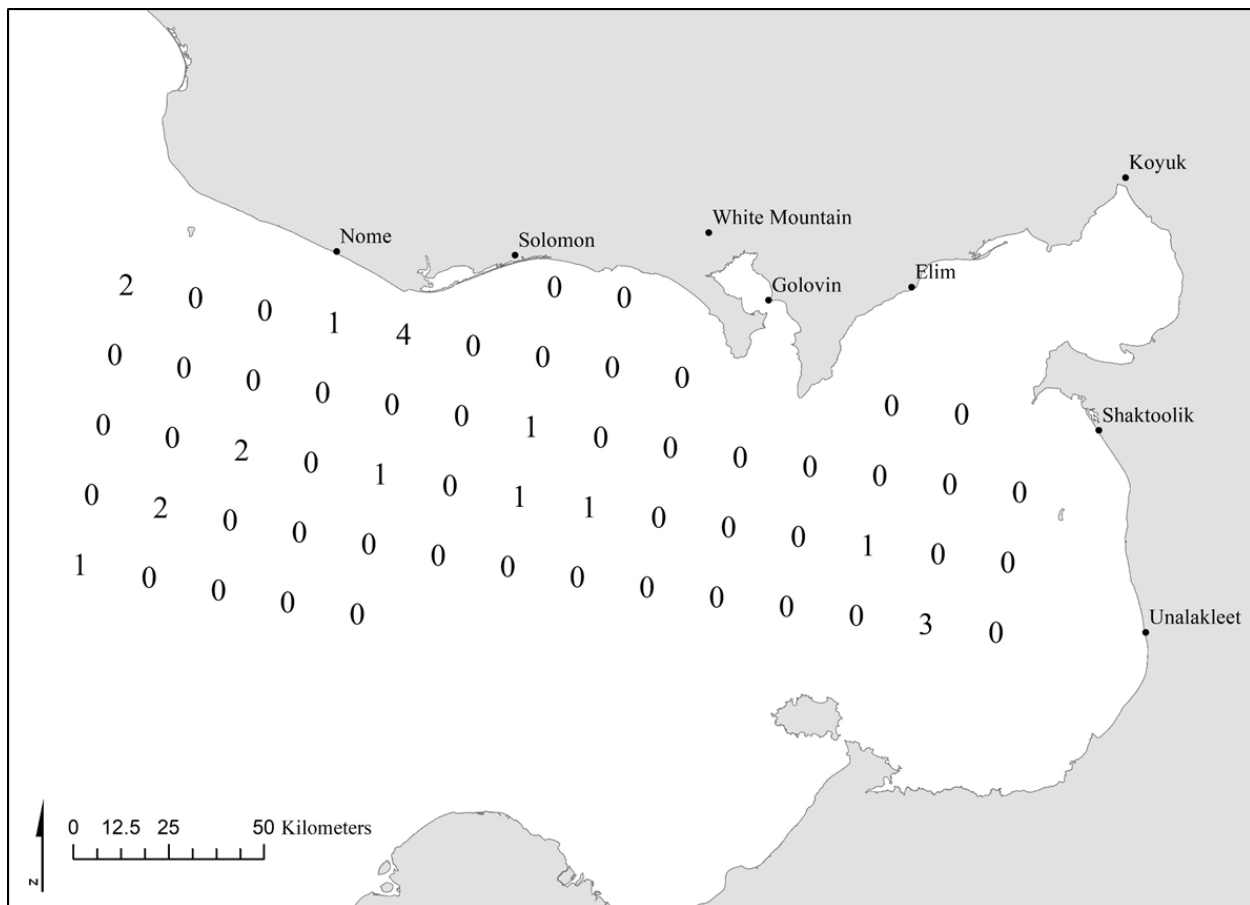 Koyuk
White Mountain
Nome
Solomon
Elim
Golovin
0 0
2 0 0 1 4 0 0 0 0 0 0
Shaktoolik
0 0 0 0 0 0 1 0 0 0 0 0 0 0
0 0 2 0 1 0 1 1 0 0 0 1 0 0
0 2 0 0 0 0 0 0 0 0 0 0 3 0
1 0 0 0 0
Unalakleet
0 12.5 25 50 Kilometers
N